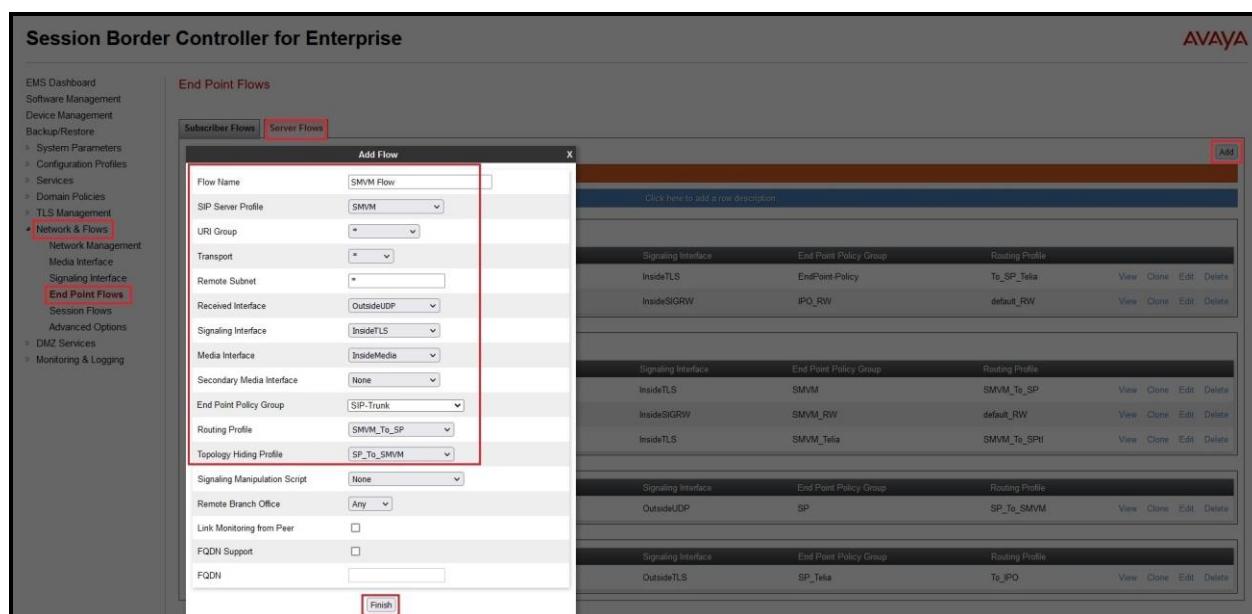 Session Border Controller for Enterprise
AVAYA
EMS Dashboard
Software Management
Device Management
Backup/Restore
System Parameters
Configuration Profiles
Services
Domain Policies
TLS Management
Network & Flows
Network Management
Media Interface
Signaling Interface
End Point Flows
Session Flows
Advanced Options
DMZ Services
Monitoring & Logging
End Point Flows
Subscriber Flows Server Flows
Add
Add Flow X
Flow Name SMVM Flow
SIP Server Profile SMVM
URI Group *
Transport *
Remote Subnet *
Received Interface OutsideUDP
Signaling Interface InsideTLS
Media Interface InsideMedia
Secondary Media Interface None
End Point Policy Group SIP-Trunk
Routing Profile SMVM_To_SP
Topology Hiding Profile SP_To_SMVM
Signaling Manipulation Script None
Remote Branch Office Any
Link Monitoring from Peer
FQDN Support
FQDN
Finish
Click here to add a row description
Signaling Interface End Point Policy Group Routing Profile
InsideTLS EndPoint-Policy To_SP_Telia View Clone Edit Delete
InsideSIGRW IPO_RW default_RW View Clone Edit Delete
Signaling Interface End Point Policy Group Routing Profile
InsideTLS SMVM SMVM_To_SP View Clone Edit Delete
InsideSIGRW SMVM_RW default_RW View Clone Edit Delete
InsideTLS SMVM_Telia SMVM_To_SPtl View Clone Edit Delete
Signaling Interface End Point Policy Group Routing Profile
OutsideUDP SP SP_To_SMVM View Clone Edit Delete
Signaling Interface End Point Policy Group Routing Profile
OutsideTLS SP_Telia To_IPO View Clone Edit Delete